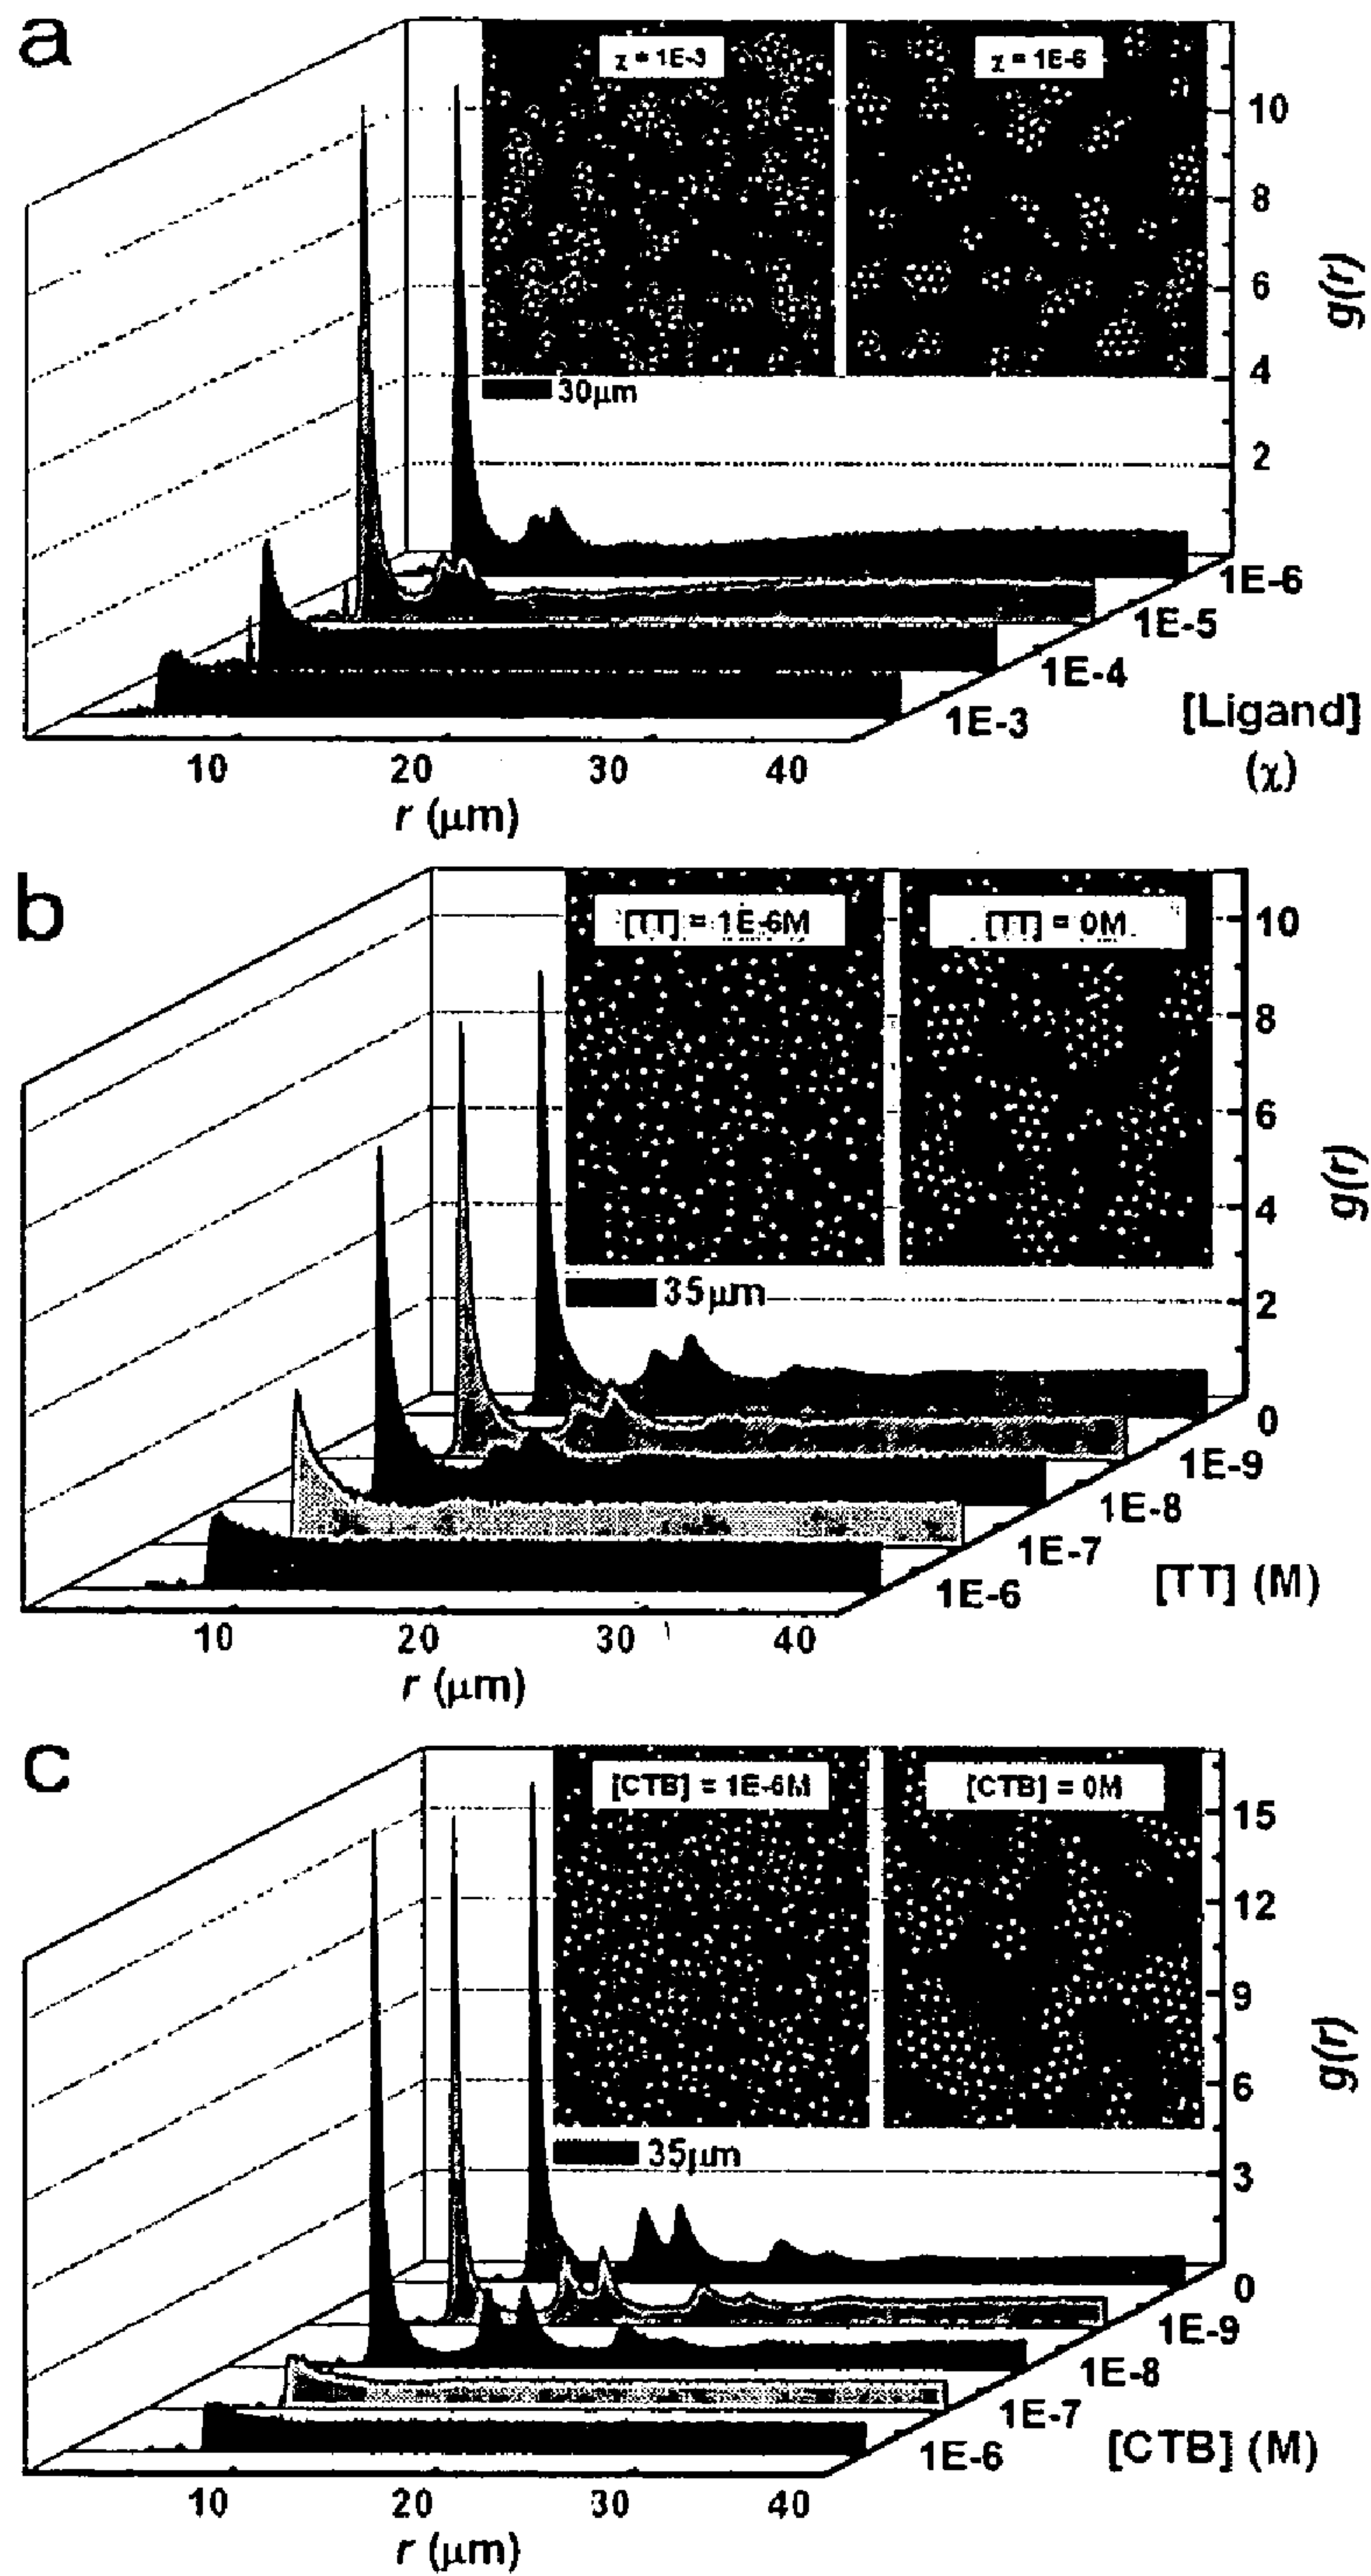 a
χ = 1E-3
χ = 1E-6
10
8
6
4
2
g(r)
30μm
1E-6
1E-5
1E-4
1E-3
[Ligand]
(χ)
10
20
30
40
r (μm)
b
[TT] = 1E-6M
[TT] = 0M
10
8
6
4
2
g(r)
35μm
0
1E-9
1E-8
1E-7
1E-6
[TT] (M)
10
20
30
40
r (μm)
c
[CTB] = 1E-6M
[CTB] = 0M
15
12
9
6
3
g(r)
35μm
0
1E-9
1E-8
1E-7
1E-6
[CTB] (M)
10
20
30
40
r (μm)